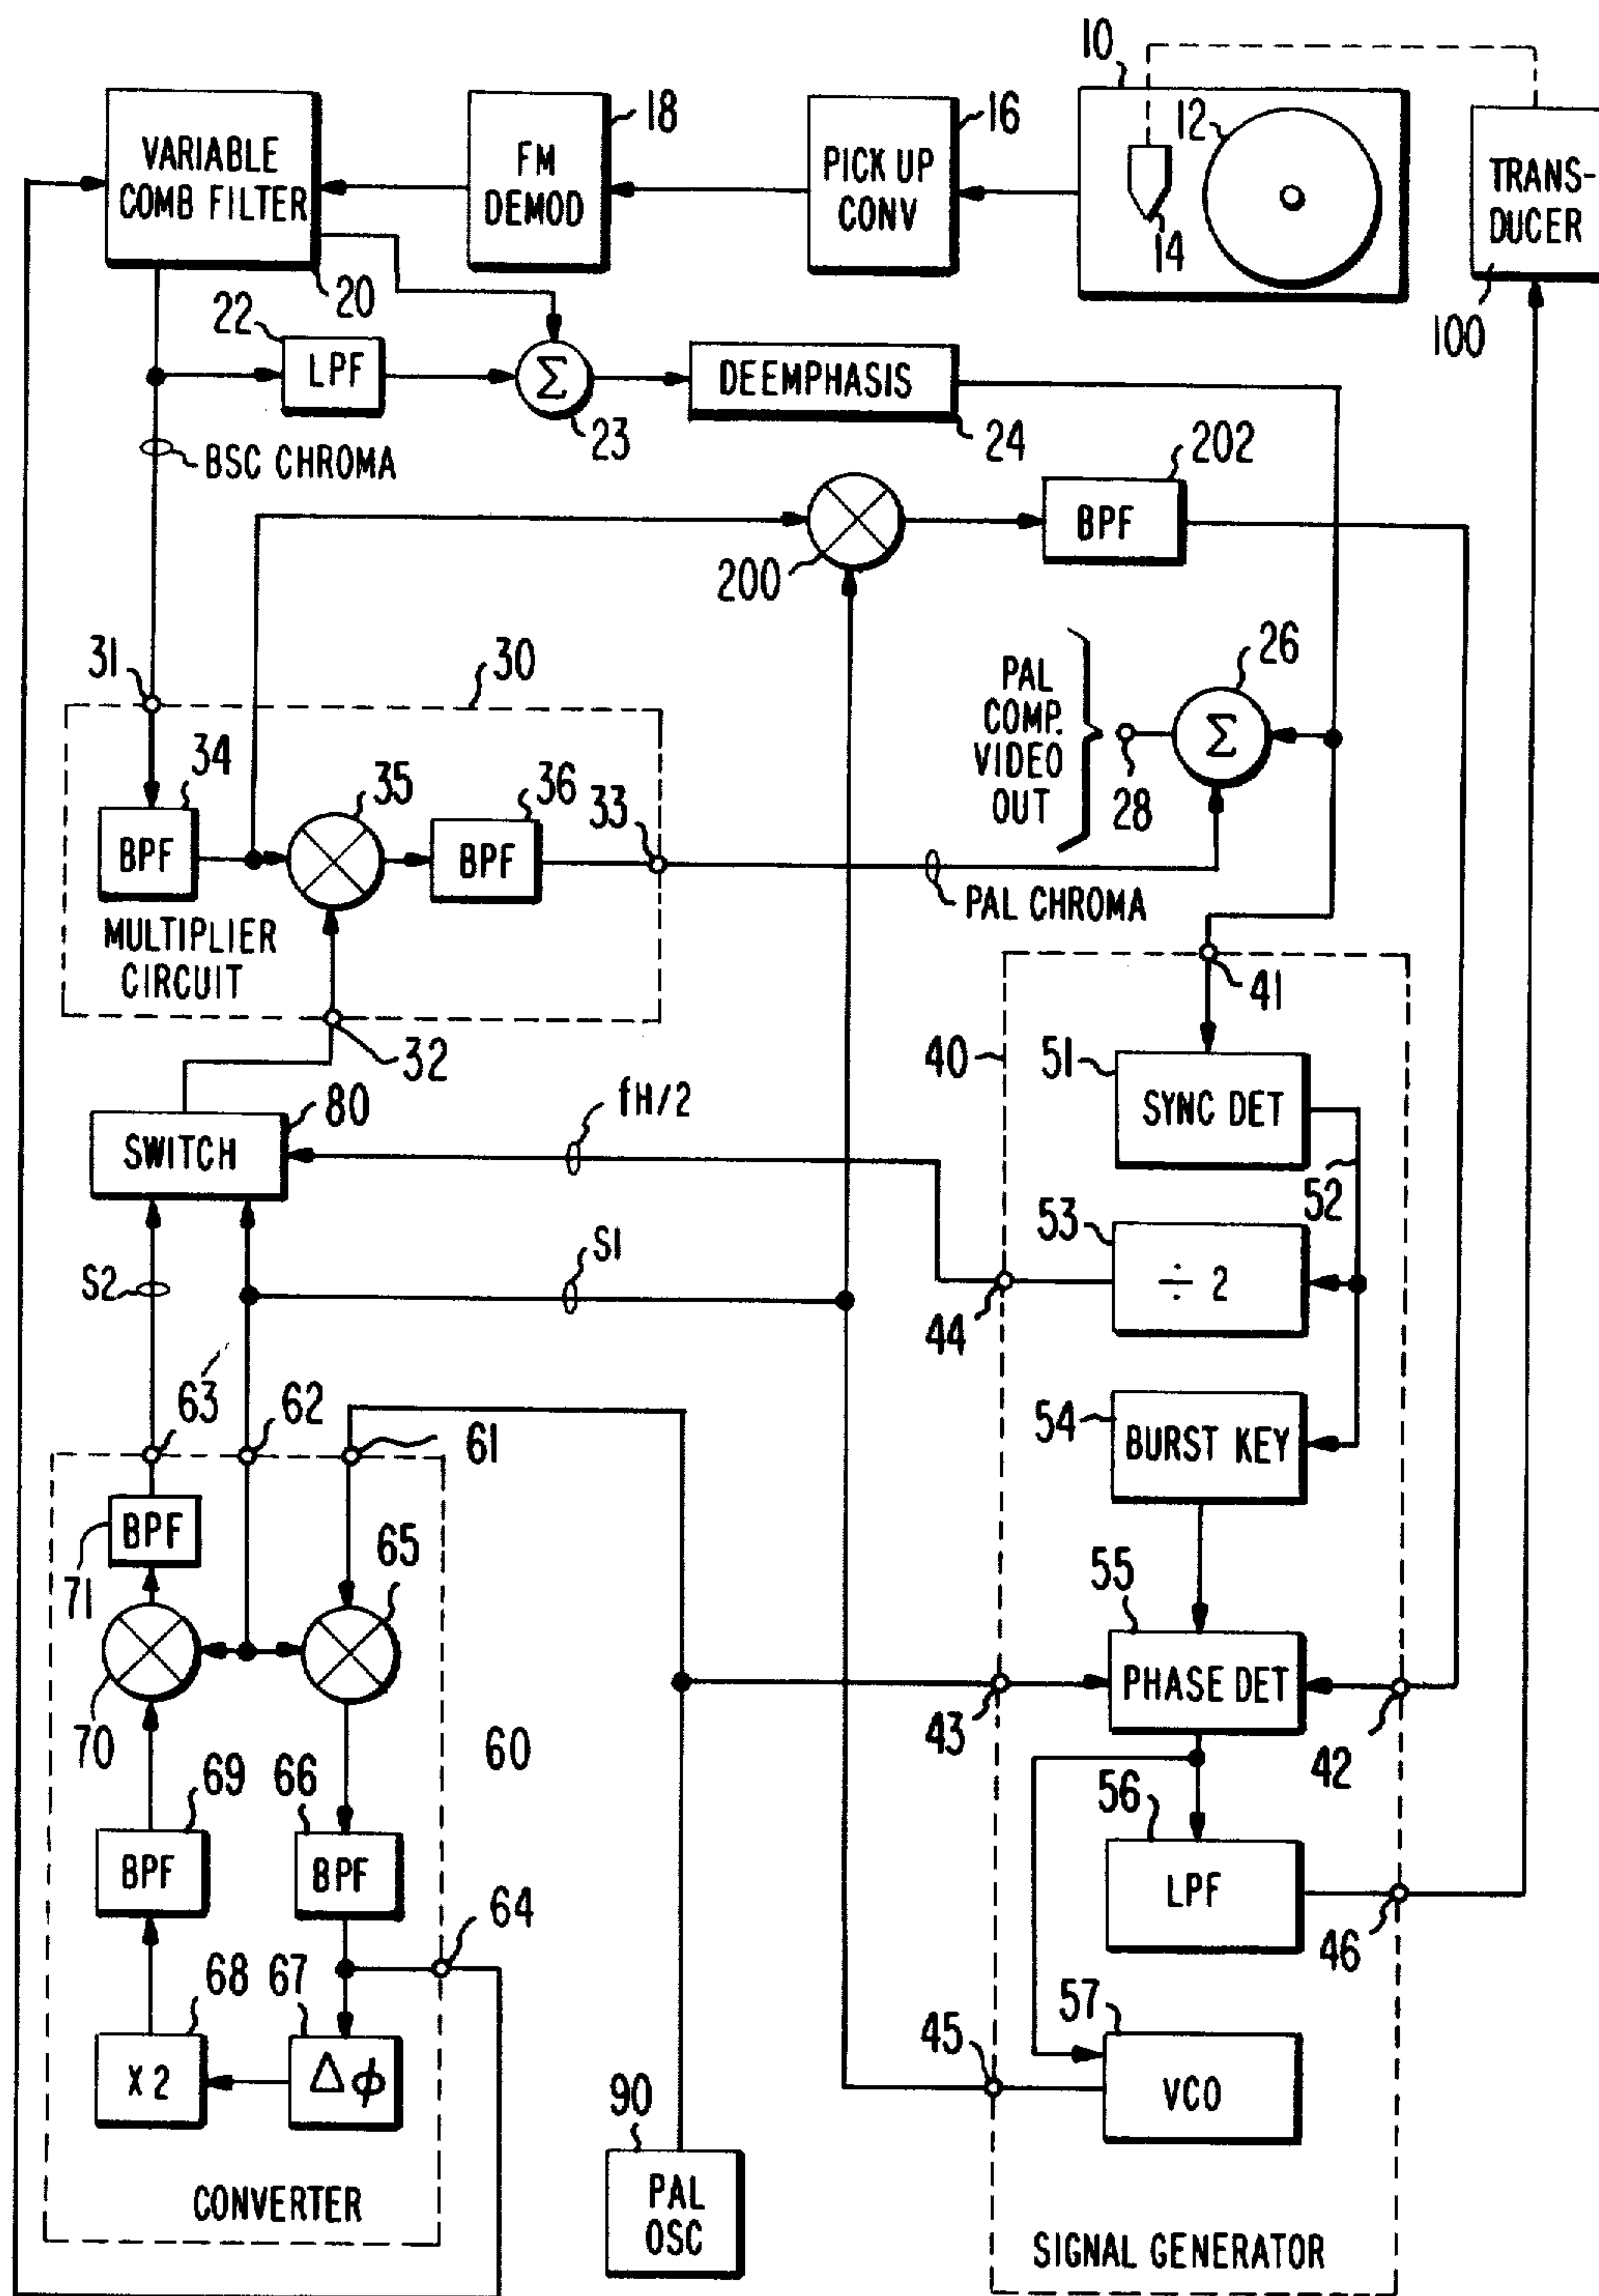 10
VARIABLE
COMB FILTER
20
FM
DEMOD
18
PICK UP
CONV
16
12
14
TRANS-
DUCER
100
22
LPF
Σ
23
DEEMPHASIS
24
BSC CHROMA
200
202
BPF
31
30
34
BPF
35
36
BPF
33
MULTIPLIER
CIRCUIT
32
PAL
COMP.
VIDEO
OUT
28
26
Σ
PAL CHROMA
41
40
51
SYNC DET
52
80
SWITCH
fH/2
53
÷ 2
44
S2
S1
63
62
61
54
BURST KEY
BPF
71
65
70
55
PHASE DET
43
42
60
69
BPF
66
BPF
64
56
LPF
46
68
X 2
67
Δϕ
57
VCO
45
90
PAL
OSC
CONVERTER
SIGNAL GENERATOR